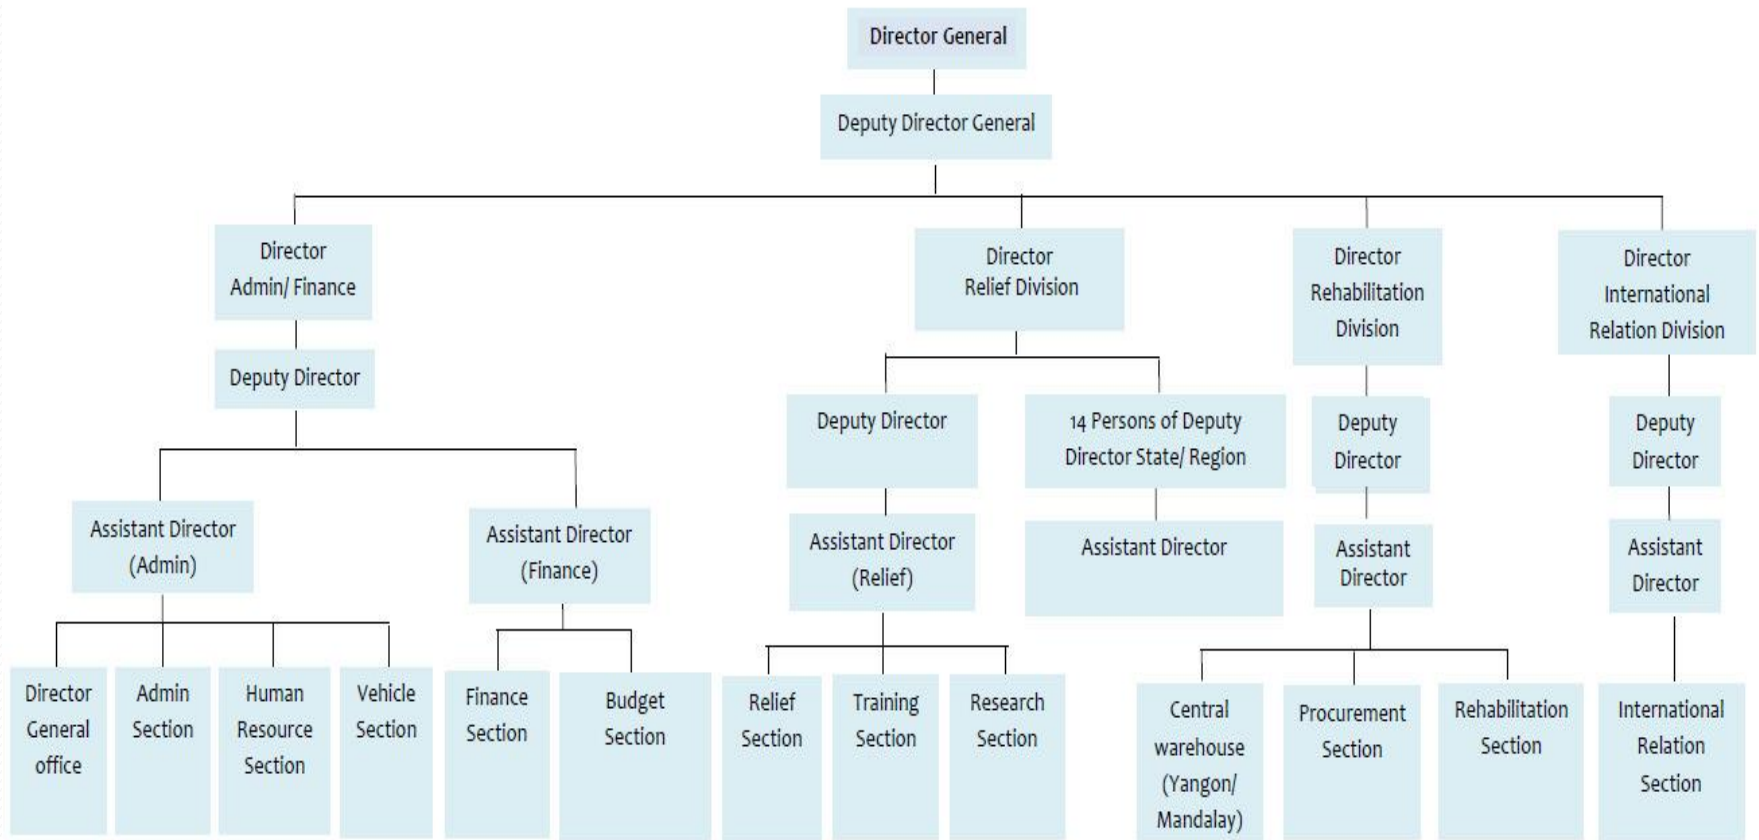 Director General
Deputy Director General
Director
Admin/ Finance
Director
Relief Division
Director
Rehabilitation
Division
Director
International
Relation Division
Deputy Director
Deputy Director
14 Persons of Deputy
Director State/ Region
Deputy
Director
Deputy
Director
Assistant Director
(Admin)
Assistant Director
(Finance)
Assistant Director
(Relief)
Assistant Director
Assistant
Director
Assistant
Director
Director
General
office
Admin
Section
Human
Resource
Section
Vehicle
Section
Finance
Section
Budget
Section
Relief
Section
Training
Section
Research
Section
Central
warehouse
(Yangon/
Mandalay)
Procurement
Section
Rehabilitation
Section
International
Relation
Section